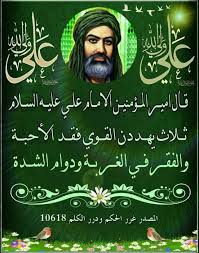 علي ولي الله
علي ولي الله
قال امير المؤمنين الامام علي عليه السلام
ثلاث يهددن القوي فقد الأحبة
والفقر في الغربة ودوام الشدة
المصدر غرر الحكم ودرر الكلم 10618